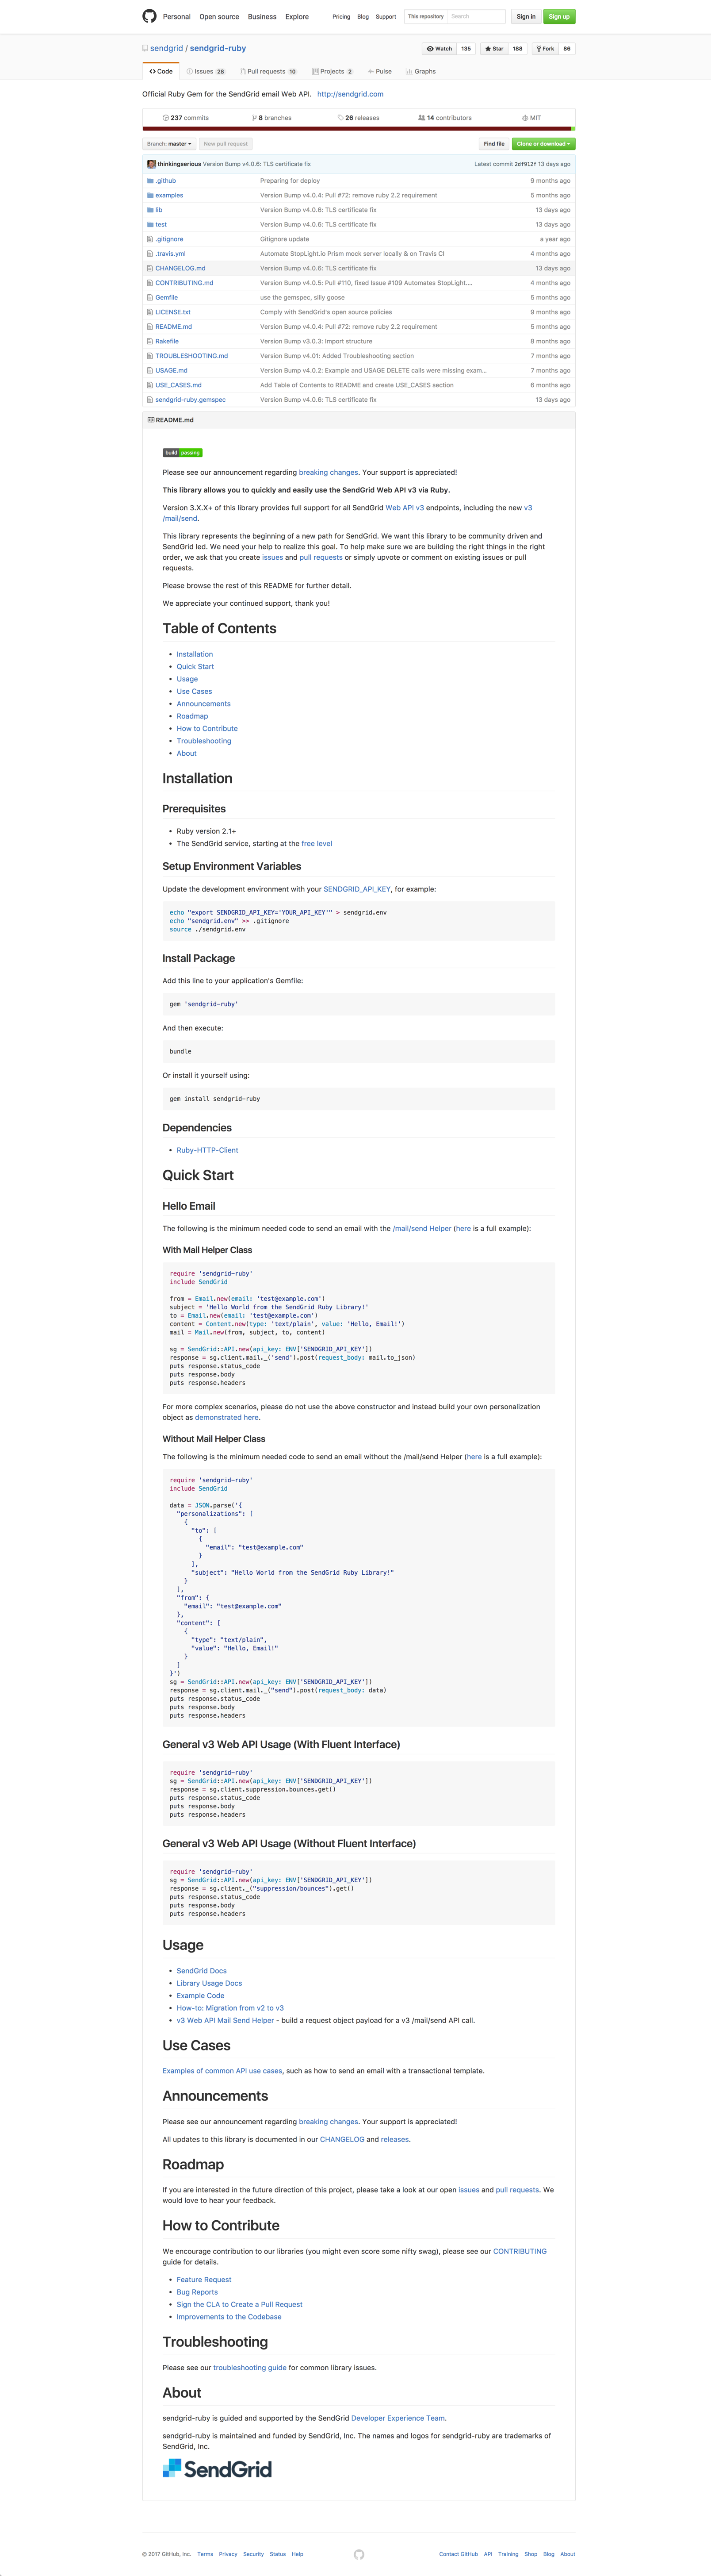 Personal Open source Business Explore Pricing Blog Support This repository Search Sign in Sign up
sendgrid / sendgrid-ruby Watch 135 Star 188 Fork 86
Code Issues 28 Pull requests 10 Projects 2 Pulse Graphs
Official Ruby Gem for the SendGrid email Web API. http://sendgrid.com
237 commits 8 branches 26 releases 14 contributors MIT
Branch: master New pull request Find file Clone or download
thinkingserious Version Bump v4.0.6: TLS certificate fix Latest commit 2df912f 13 days ago
.github Preparing for deploy 9 months ago
examples Version Bump v4.0.4: Pull #72: remove ruby 2.2 requirement 5 months ago
lib Version Bump v4.0.6: TLS certificate fix 13 days ago
test Version Bump v4.0.6: TLS certificate fix 13 days ago
.gitignore Gitignore update a year ago
.travis.yml Automate StopLight.io Prism mock server locally & on Travis CI 4 months ago
CHANGELOG.md Version Bump v4.0.6: TLS certificate fix 13 days ago
CONTRIBUTING.md Version Bump v4.0.5: Pull #110, fixed Issue #109 Automates StopLight.... 4 months ago
Gemfile use the gemspec, silly goose 5 months ago
LICENSE.txt Comply with SendGrid's open source policies 9 months ago
README.md Version Bump v4.0.4: Pull #72: remove ruby 2.2 requirement 5 months ago
Rakefile Version Bump v3.0.3: Import structure 8 months ago
TROUBLESHOOTING.md Version Bump v4.01: Added Troubleshooting section 7 months ago
USAGE.md Version Bump v4.0.2: Example and USAGE DELETE calls were missing exam... 7 months ago
USE_CASES.md Add Table of Contents to README and create USE_CASES section 6 months ago
sendgrid-ruby.gemspec Version Bump v4.0.6: TLS certificate fix 13 days ago
README.md
build passing
Please see our announcement regarding breaking changes. Your support is appreciated!
This library allows you to quickly and easily use the SendGrid Web API v3 via Ruby.
Version 3.X.X+ of this library provides full support for all SendGrid Web API v3 endpoints, including the new v3
/mail/send.
This library represents the beginning of a new path for SendGrid. We want this library to be community driven and
SendGrid led. We need your help to realize this goal. To help make sure we are building the right things in the right
order, we ask that you create issues and pull requests or simply upvote or comment on existing issues or pull
requests.
Please browse the rest of this README for further detail.
We appreciate your continued support, thank you!
Table of Contents
• Installation
• Quick Start
• Usage
• Use Cases
• Announcements
• Roadmap
• How to Contribute
• Troubleshooting
• About
Installation
Prerequisites
• Ruby version 2.1+
• The SendGrid service, starting at the free level
Setup Environment Variables
Update the development environment with your SENDGRID_API_KEY, for example:
echo "export SENDGRID_API_KEY='YOUR_API_KEY'" > sendgrid.env
echo "sendgrid.env" >> .gitignore
source ./sendgrid.env
Install Package
Add this line to your application's Gemfile:
gem 'sendgrid-ruby'
And then execute:
bundle
Or install it yourself using:
gem install sendgrid-ruby
Dependencies
• Ruby-HTTP-Client
Quick Start
Hello Email
The following is the minimum needed code to send an email with the /mail/send Helper (here is a full example):
With Mail Helper Class
require 'sendgrid-ruby'
include SendGrid
from = Email.new(email: 'test@example.com')
subject = 'Hello World from the SendGrid Ruby Library!'
to = Email.new(email: 'test@example.com')
content = Content.new(type: 'text/plain', value: 'Hello, Email!')
mail = Mail.new(from, subject, to, content)
sg = SendGrid::API.new(api_key: ENV['SENDGRID_API_KEY'])
response = sg.client.mail._('send').post(request_body: mail.to_json)
puts response.status_code
puts response.body
puts response.headers
For more complex scenarios, please do not use the above constructor and instead build your own personalization
object as demonstrated here.
Without Mail Helper Class
The following is the minimum needed code to send an email without the /mail/send Helper (here is a full example):
require 'sendgrid-ruby'
include SendGrid
data = JSON.parse('{
"personalizations": [
{
"to": [
{
"email": "test@example.com"
}
],
"subject": "Hello World from the SendGrid Ruby Library!"
}
],
"from": {
"email": "test@example.com"
},
"content": [
{
"type": "text/plain",
"value": "Hello, Email!"
}
]
}')
sg = SendGrid::API.new(api_key: ENV['SENDGRID_API_KEY'])
response = sg.client.mail._("send").post(request_body: data)
puts response.status_code
puts response.body
puts response.headers
General v3 Web API Usage (With Fluent Interface)
require 'sendgrid-ruby'
sg = SendGrid::API.new(api_key: ENV['SENDGRID_API_KEY'])
response = sg.client.suppression.bounces.get()
puts response.status_code
puts response.body
puts response.headers
General v3 Web API Usage (Without Fluent Interface)
require 'sendgrid-ruby'
sg = SendGrid::API.new(api_key: ENV['SENDGRID_API_KEY'])
response = sg.client._("suppression/bounces").get()
puts response.status_code
puts response.body
puts response.headers
Usage
• SendGrid Docs
• Library Usage Docs
• Example Code
• How-to: Migration from v2 to v3
• v3 Web API Mail Send Helper - build a request object payload for a v3 /mail/send API call.
Use Cases
Examples of common API use cases, such as how to send an email with a transactional template.
Announcements
Please see our announcement regarding breaking changes. Your support is appreciated!
All updates to this library is documented in our CHANGELOG and releases.
Roadmap
If you are interested in the future direction of this project, please take a look at our open issues and pull requests. We
would love to hear your feedback.
How to Contribute
We encourage contribution to our libraries (you might even score some nifty swag), please see our CONTRIBUTING
guide for details.
• Feature Request
• Bug Reports
• Sign the CLA to Create a Pull Request
• Improvements to the Codebase
Troubleshooting
Please see our troubleshooting guide for common library issues.
About
sendgrid-ruby is guided and supported by the SendGrid Developer Experience Team.
sendgrid-ruby is maintained and funded by SendGrid, Inc. The names and logos for sendgrid-ruby are trademarks of
SendGrid, Inc.
SendGrid
© 2017 GitHub, Inc. Terms Privacy Security Status Help Contact GitHub API Training Shop Blog About